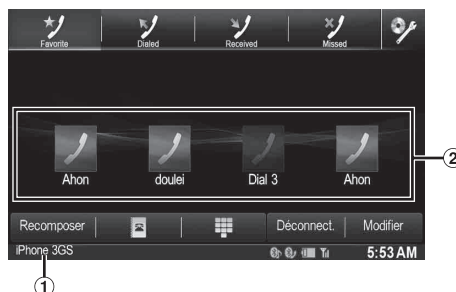 Favorite Dialed Received Missed
Ahon doulei Dial 3 Ahon
2
Recomposer Déconnect. Modifier
iPhone 3GS 5:53 AM
1